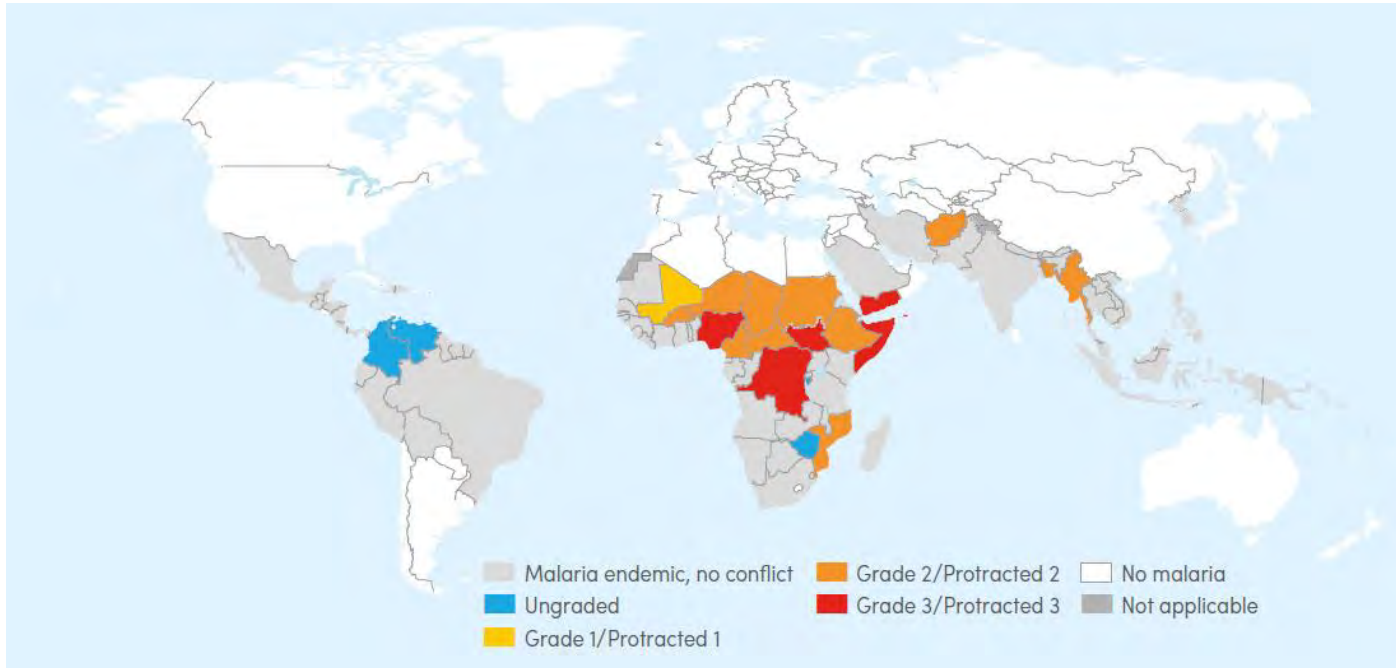 Malaria endemic, no conflict
Ungraded
Grade 1/Protracted 1
Grade 2/Protracted 2
Grade 3/Protracted 3
No malaria
Not applicable